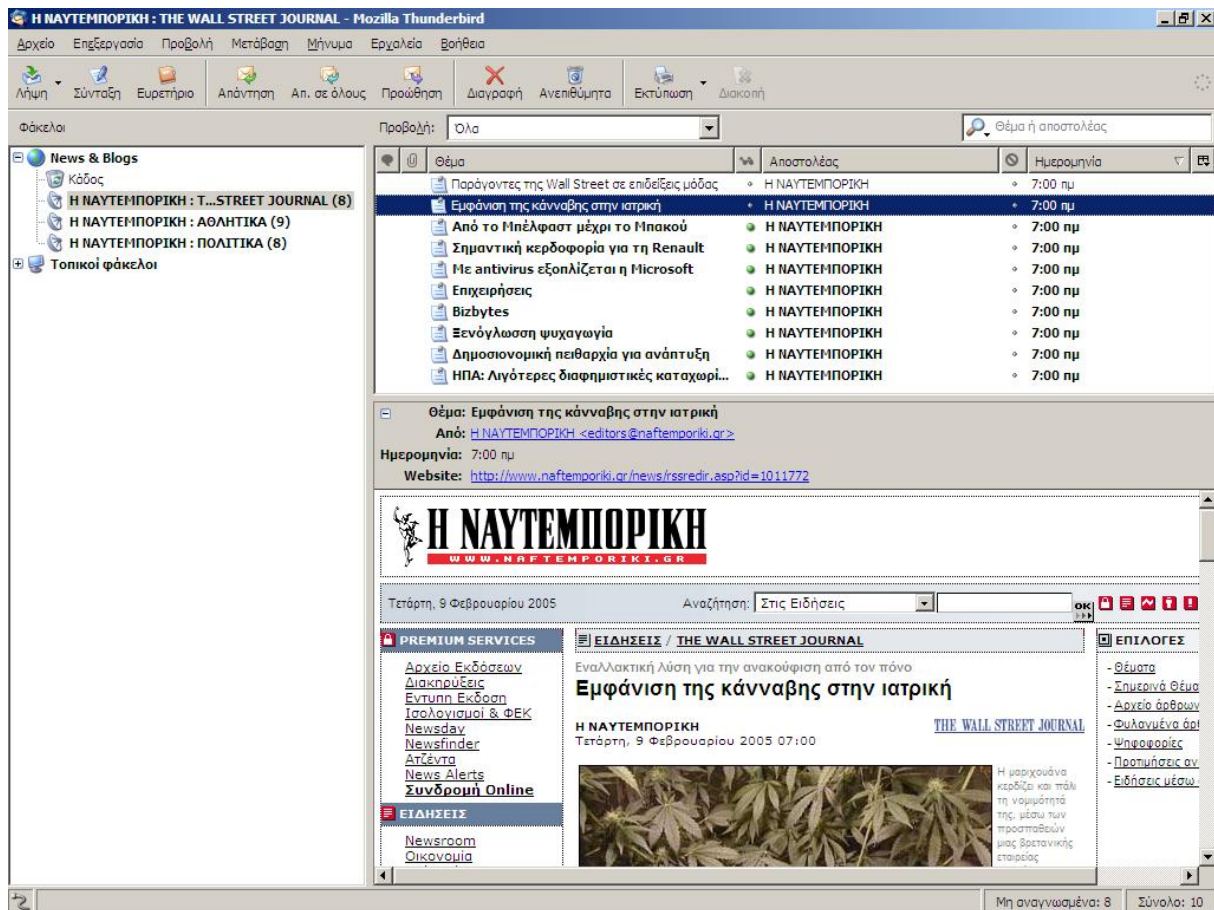 Η ΝΑΥΤΕΜΠΟΡΙΚΗ : THE WALL STREET JOURNAL - Mozilla Thunderbird
Αρχείο Επεξεργασία Προβολή Μετάβαση Μήνυμα Εργαλεία Βοήθεια
Λήψη Σύνταξη Ευρετήριο Απάντηση Απ. σε όλους Προώθηση Διαγραφή Ανεπιθύμητα Εκτύπωση Διακοπή
Φάκελοι
News & Blogs
Κάδος
Η ΝΑΥΤΕΜΠΟΡΙΚΗ : T...STREET JOURNAL (8)
Η ΝΑΥΤΕΜΠΟΡΙΚΗ : ΑΘΛΗΤΙΚΑ (9)
Η ΝΑΥΤΕΜΠΟΡΙΚΗ : ΠΟΛΙΤΙΚΑ (8)
Τοπικοί φάκελοι
Προβολή: Όλα Θέμα ή αποστολέας
Θέμα Αποστολέας Ημερομηνία
Παράγοντες της Wall Street σε επιδείξεις μόδας Η ΝΑΥΤΕΜΠΟΡΙΚΗ 7:00 πμ
Εμφάνιση της κάνναβης στην ιατρική Η ΝΑΥΤΕΜΠΟΡΙΚΗ 7:00 πμ
Από το Μπέλφαστ μέχρι το Μπακού Η ΝΑΥΤΕΜΠΟΡΙΚΗ 7:00 πμ
Σημαντική κερδοφορία για τη Renault Η ΝΑΥΤΕΜΠΟΡΙΚΗ 7:00 πμ
Με antivirus εξοπλίζεται η Microsoft Η ΝΑΥΤΕΜΠΟΡΙΚΗ 7:00 πμ
Επιχειρήσεις Η ΝΑΥΤΕΜΠΟΡΙΚΗ 7:00 πμ
Bizbytes Η ΝΑΥΤΕΜΠΟΡΙΚΗ 7:00 πμ
Ξενόγλωσση ψυχαγωγία Η ΝΑΥΤΕΜΠΟΡΙΚΗ 7:00 πμ
Δημοσιονομική πειθαρχία για ανάπτυξη Η ΝΑΥΤΕΜΠΟΡΙΚΗ 7:00 πμ
ΗΠΑ: Λιγότερες διαφημιστικές καταχωρί... Η ΝΑΥΤΕΜΠΟΡΙΚΗ 7:00 πμ
Θέμα: Εμφάνιση της κάνναβης στην ιατρική
Από: Η ΝΑΥΤΕΜΠΟΡΙΚΗ <editors@naftemporiki.gr>
Ημερομηνία: 7:00 πμ
Website: http://www.naftemporiki.gr/news/rssredir.asp?id=1011772
Η ΝΑΥΤΕΜΠΟΡΙΚΗ
WWW.NAFTEMPORIKI.GR
Τετάρτη, 9 Φεβρουαρίου 2005 Αναζήτηση: Στις Ειδήσεις OK
PREMIUM SERVICES
Αρχείο Εκδόσεων
Διακηρύξεις
Εντυπη Εκδοση
Ισολογισμοί & ΦΕΚ
Newsday
Newsfinder
Ατζέντα
News Alerts
Συνδρομή Online
ΕΙΔΗΣΕΙΣ
Newsroom
Οικονομία
ΕΙΔΗΣΕΙΣ / THE WALL STREET JOURNAL
Εναλλακτική λύση για την ανακούφιση από τον πόνο
Εμφάνιση της κάνναβης στην ιατρική
Η ΝΑΥΤΕΜΠΟΡΙΚΗ
Τετάρτη, 9 Φεβρουαρίου 2005 07:00
THE WALL STREET JOURNAL
Η μαριχουάνα
κερδίζει και πάλι
τη νομιμότητά
της, μέσω των
προσπαθειών
μιας βρετανικής
εταιρείας
ΕΠΙΛΟΓΕΣ
- Θέματα
- Σημερινά Θέμα
- Αρχείο άρθρων
- Φυλαγμένα άρ
- Ψηφοφορίες
- Προτιμήσεις αν
- Ειδήσεις μέσω
Μη αναγνωσμένα: 8 Σύνολο: 10